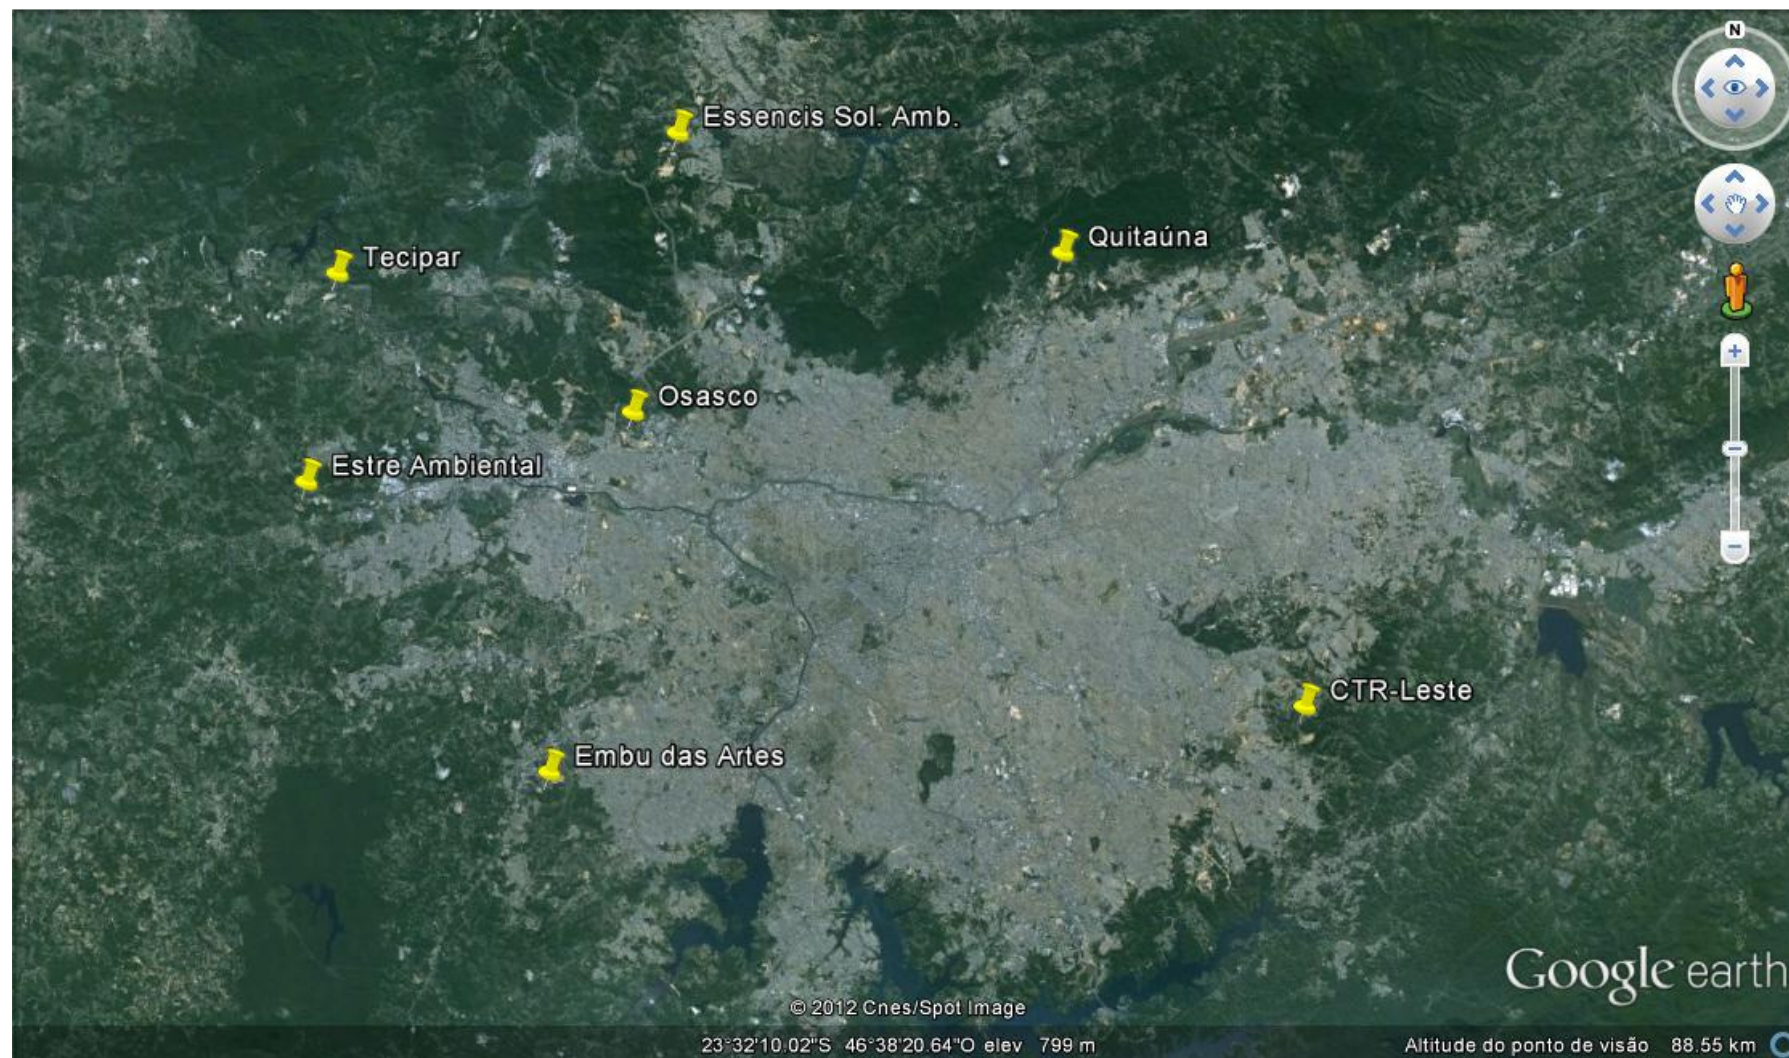 N
Essencis Sol. Amb.
Quitaúna
Tecipar
Osasco
Estre Ambiental
CTR-Leste
Embu das Artes
Google earth
© 2012 Cnes/Spot Image
23°32'10.02"S 46°38'20.64"O elev 799 m
Altitude do ponto de visão 88.55 km